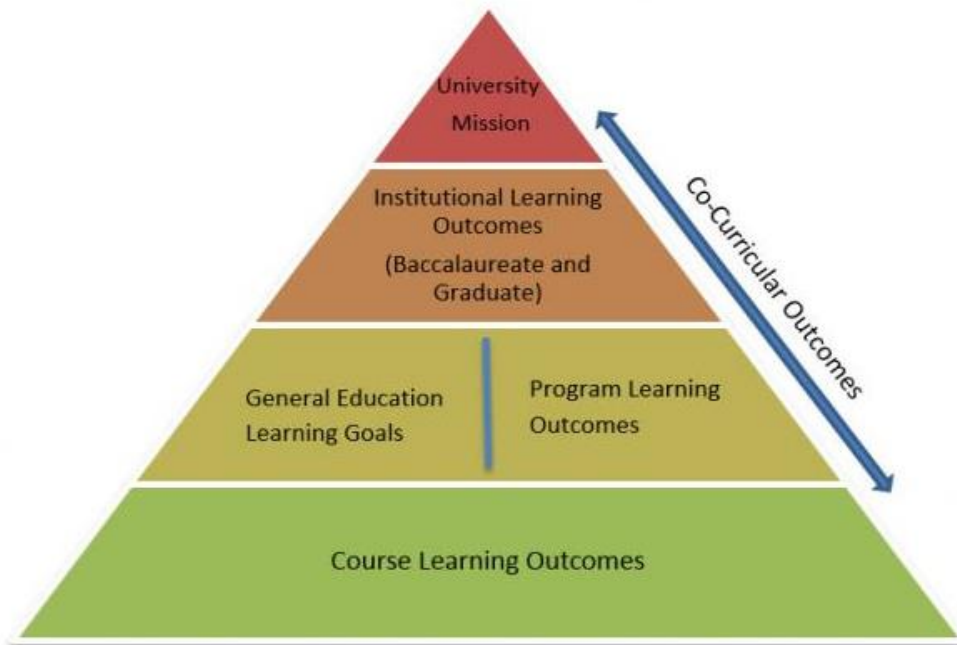 University
Mission
Institutional Learning
Outcomes
(Baccalaureate and
Graduate)
Co-Curricular Outcomes
General Education
Learning Goals
Program Learning
Outcomes
Course Learning Outcomes